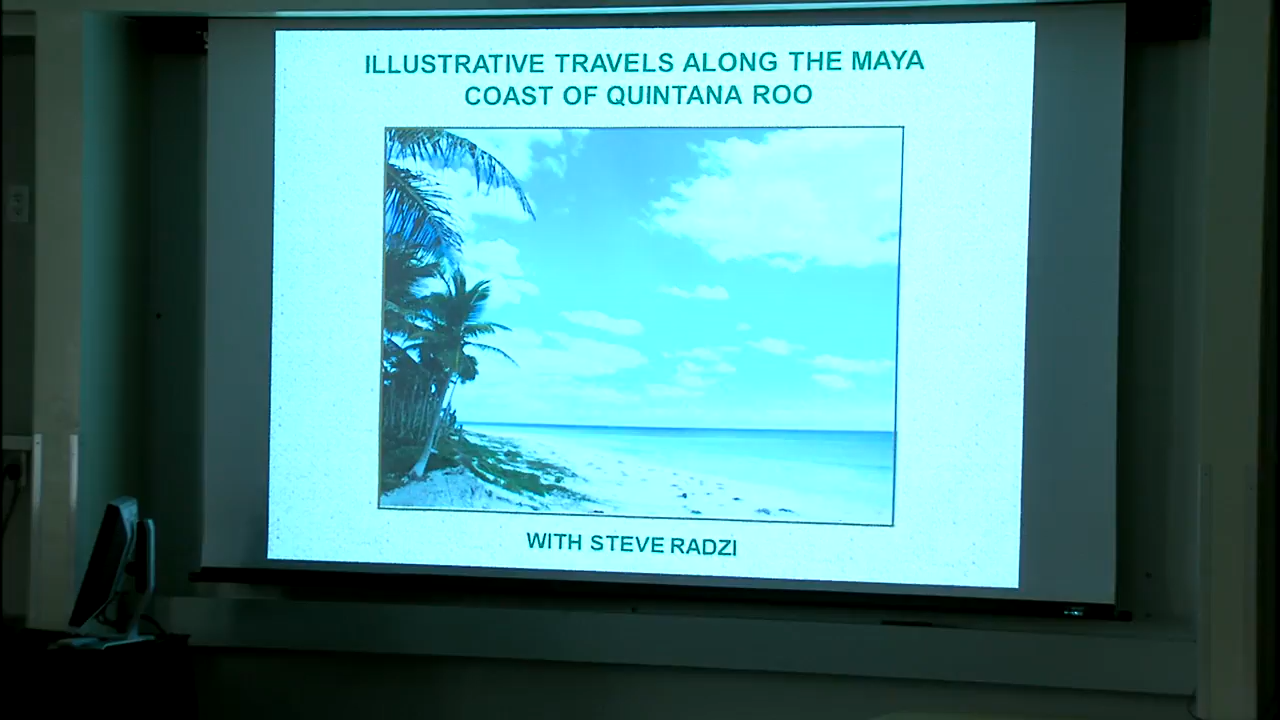 ILLUSTRATIVE TRAVELS ALONG THE MAYA
COAST OF QUINTANA ROO
WITH STEVE RADZI